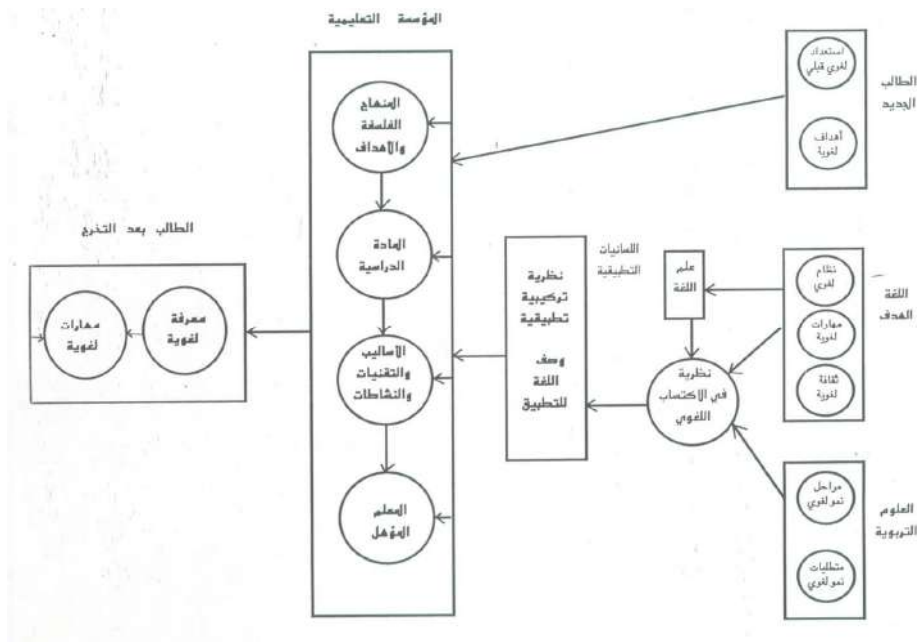 المؤسسة التعليمية
استعداد
لغوي قبلي
أهداف
لغوية
الطالب
الجديد
المنهاج
الفلسفة
والأهداف
المادة
الدراسية
الأساليب
والتقنيات
والنشاطات
المعلم
المؤهل
الطالب بعد التخرج
معرفة
لغوية
مهارات
لغوية
اللسانيات
التطبيقية
نظرية
تركيبية
تطبيقية
وصف
اللغة
للتطبيق
علم
اللغة
نظرية
في الاكتساب
اللغوي
نظام
لغوي
مهارات
لغوية
ثقافة
لغوية
اللغة
الهدف
مراحل
نمو لغوي
متطلبات
نمو لغوي
العلوم
التربوية